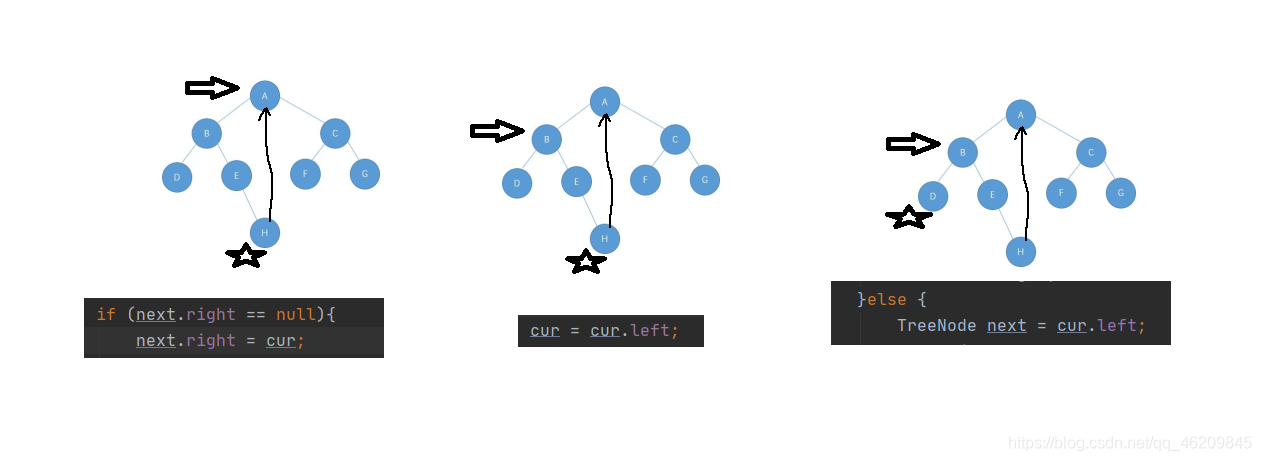 A
B
C
D
E
F
G
H
if (next.right == null){
next.right = cur;
A
B
C
D
E
F
G
H
cur = cur.left;
A
B
C
D
E
F
G
H
}else {
TreeNode next = cur.left;
https://blog.csdn.net/qq_46209845